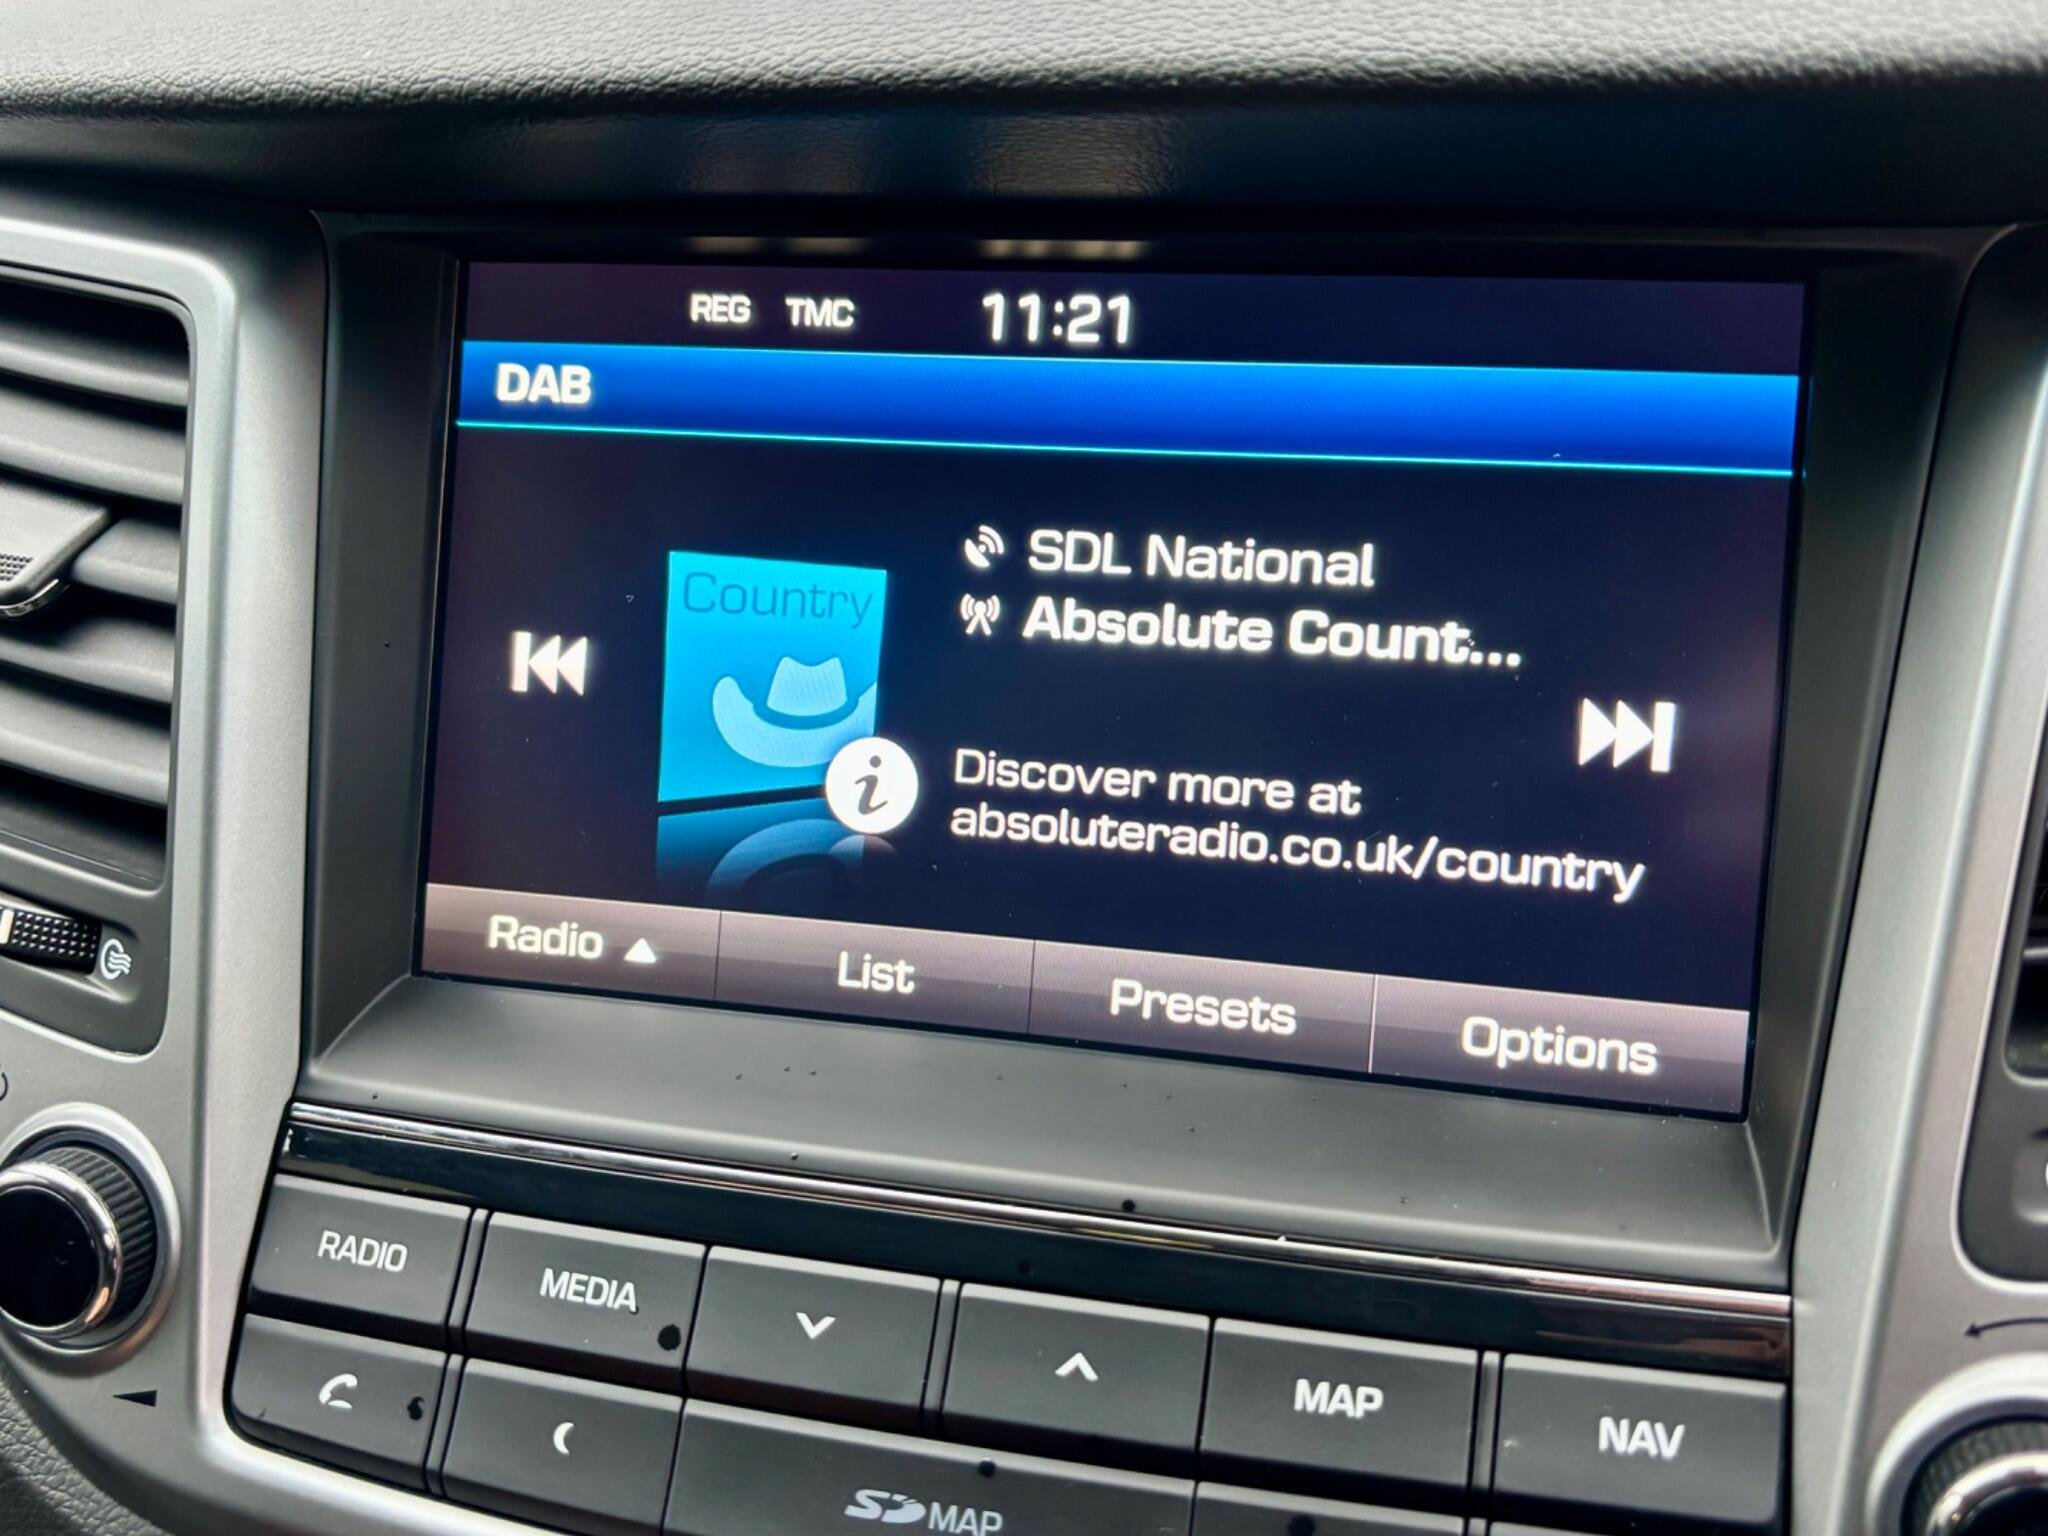 REG TMC 11:21
DAB
Country
SDL National
Absolute Count...
i
Discover more at
absoluteradio.co.uk/country
Radio List Presets Options
RADIO MEDIA MAP NAV
SD MAP